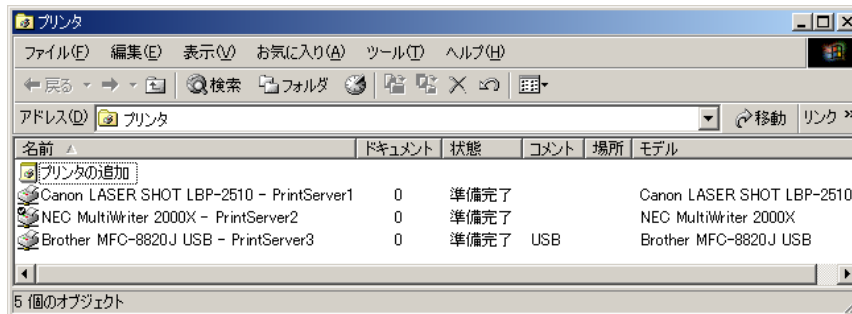 プリンタ
ファイル(F) 編集(E) 表示(V) お気に入り(A) ツール(T) ヘルプ(H)
戻る 検索 フォルダ
アドレス(D) プリンタ 移動 リンク »
名前 ドキュメント 状態 コメント 場所 モデル
プリンタの追加
Canon LASER SHOT LBP-2510 - PrintServer1 0 準備完了 Canon LASER SHOT LBP-2510
NEC MultiWriter 2000X - PrintServer2 0 準備完了 NEC MultiWriter 2000X
Brother MFC-8820J USB - PrintServer3 0 準備完了 USB Brother MFC-8820J USB
5 個のオブジェクト